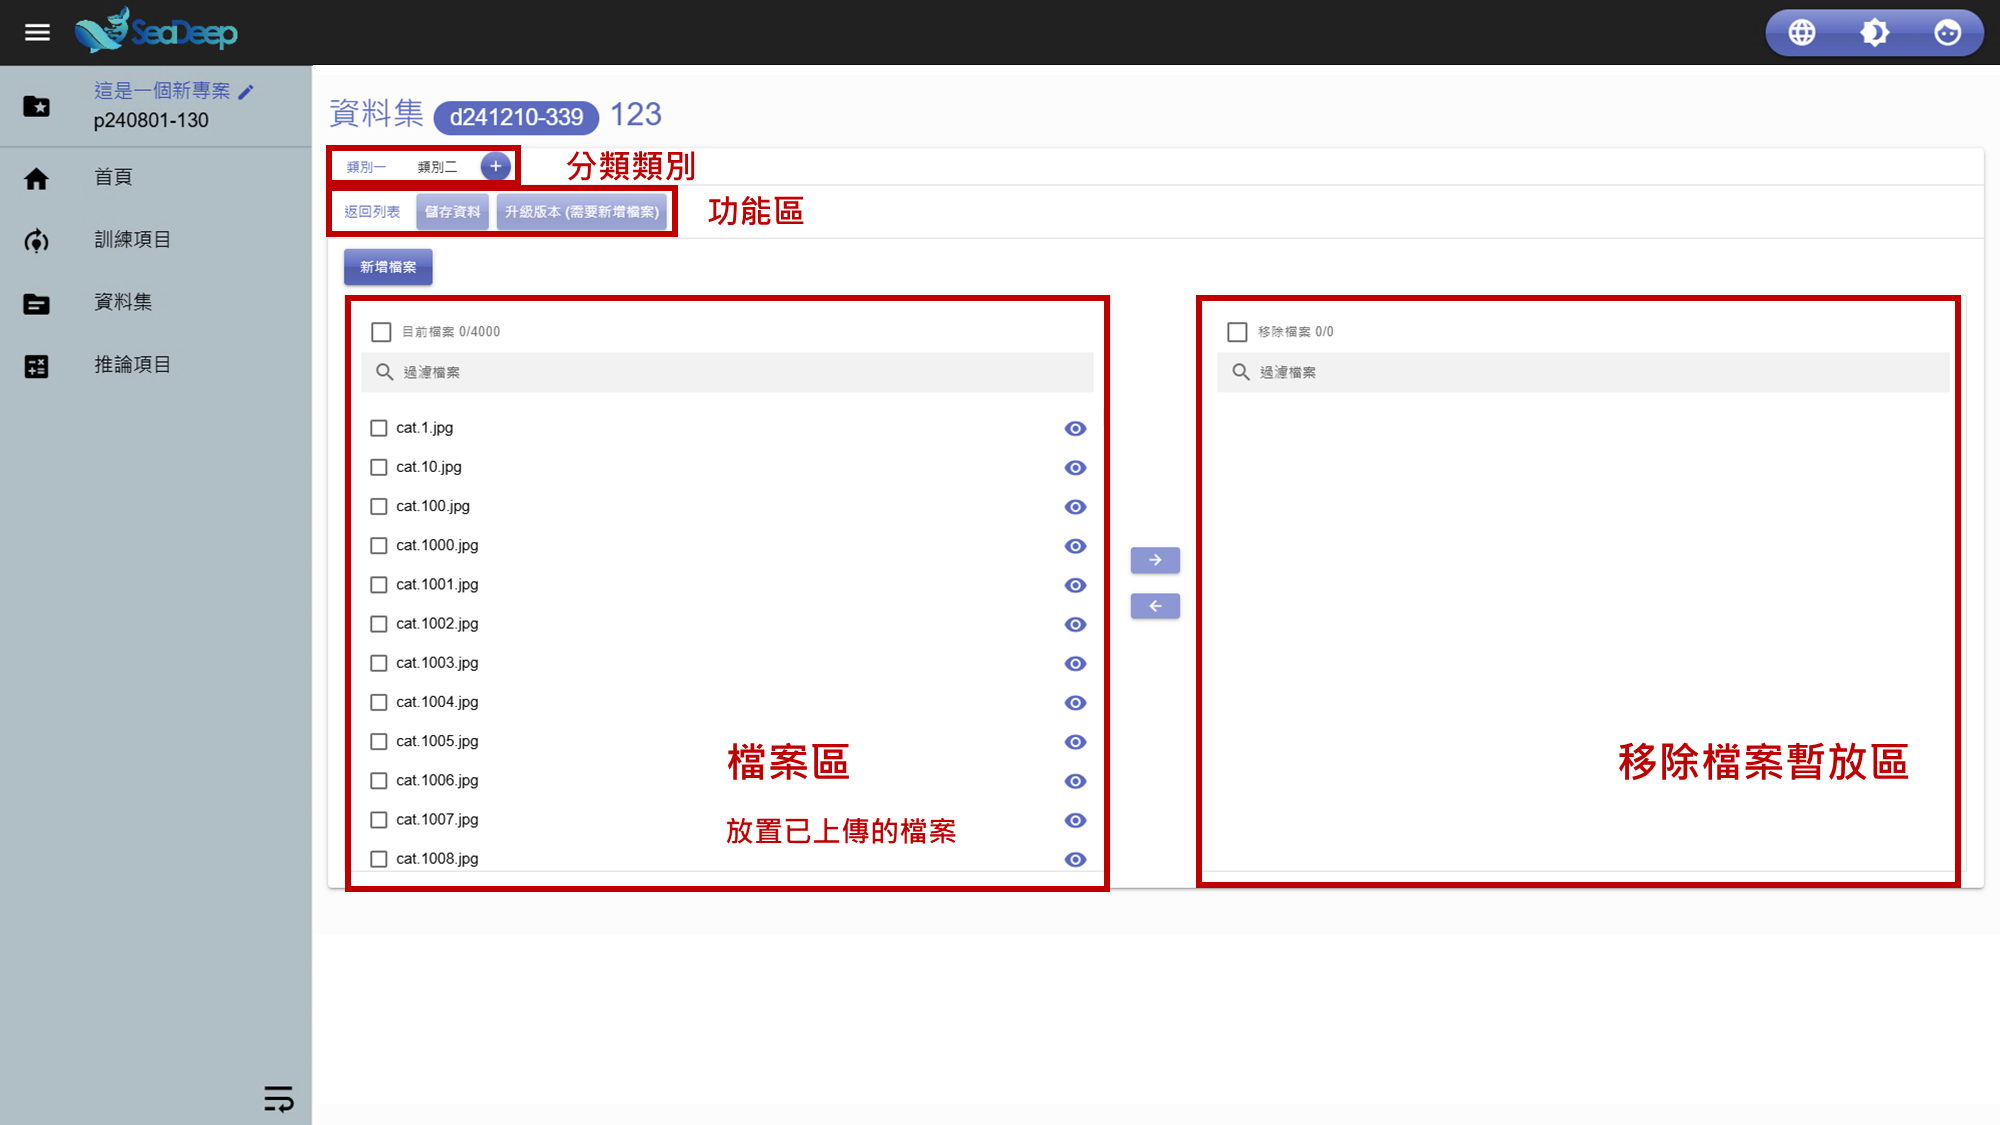 SeaDeep
這是一個新專案
p240801-130
首頁
訓練項目
資料集
推論項目
資料集 d241210-339 123
類別一 類別二 + 分類類別
返回列表 儲存資料 升級版本 (需要新增檔案) 功能區
新增檔案
目前檔案 0/4000
過濾檔案
cat.1.jpg
cat.10.jpg
cat.100.jpg
cat.1000.jpg
cat.1001.jpg
cat.1002.jpg
cat.1003.jpg
cat.1004.jpg
cat.1005.jpg
cat.1006.jpg
cat.1007.jpg
cat.1008.jpg
檔案區
放置已上傳的檔案
移除檔案 0/0
過濾檔案
移除檔案暫放區